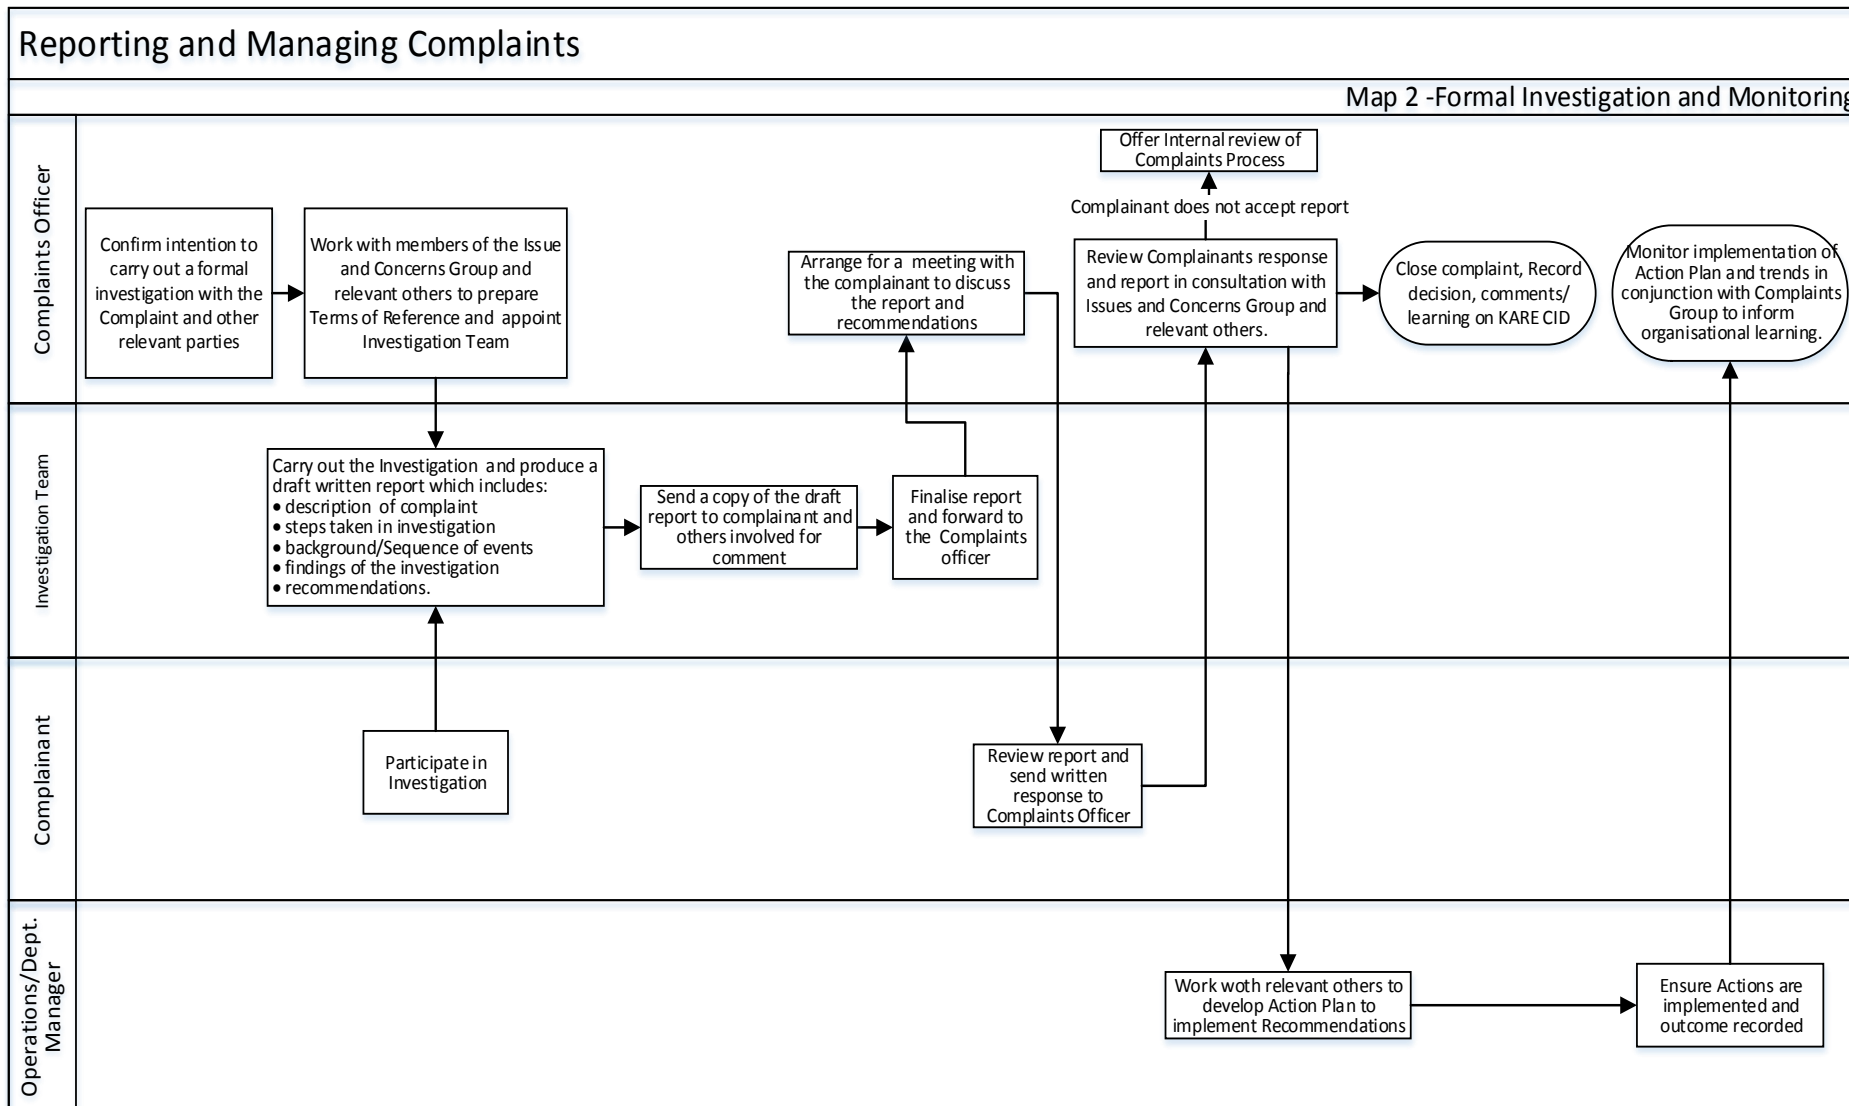 Reporting and Managing Complaints
Map 2 -Formal Investigation and Monitoring
Complaints Officer
Confirm intention to
carry out a formal
investigation with the
Complaint and other
relevant parties
Work with members of the Issue
and Concerns Group and
relevant others to prepare
Terms of Reference and appoint
Investigation Team
Arrange for a meeting with
the complainant to discuss
the report and
recommendations
Offer Internal review of
Complaints Process
Complainant does not accept report
Review Complainants response
and report in consultation with
Issues and Concerns Group and
relevant others.
Close complaint, Record
decision, comments/
learning on KARE CID
Monitor implementation of
Action Plan and trends in
conjunction with Complaints
Group to inform
organisational learning.
Investigation Team
Carry out the Investigation and produce a
draft written report which includes:
• description of complaint
• steps taken in investigation
• background/Sequence of events
• findings of the investigation
• recommendations.
Send a copy of the draft
report to complainant and
others involved for
comment
Finalise report
and forward to
the Complaints
officer
Complainant
Participate in
Investigation
Review report and
send written
response to
Complaints Officer
Operations/Dept.
Manager
Work woth relevant others to
develop Action Plan to
implement Recommendations
Ensure Actions are
implemented and
outcome recorded